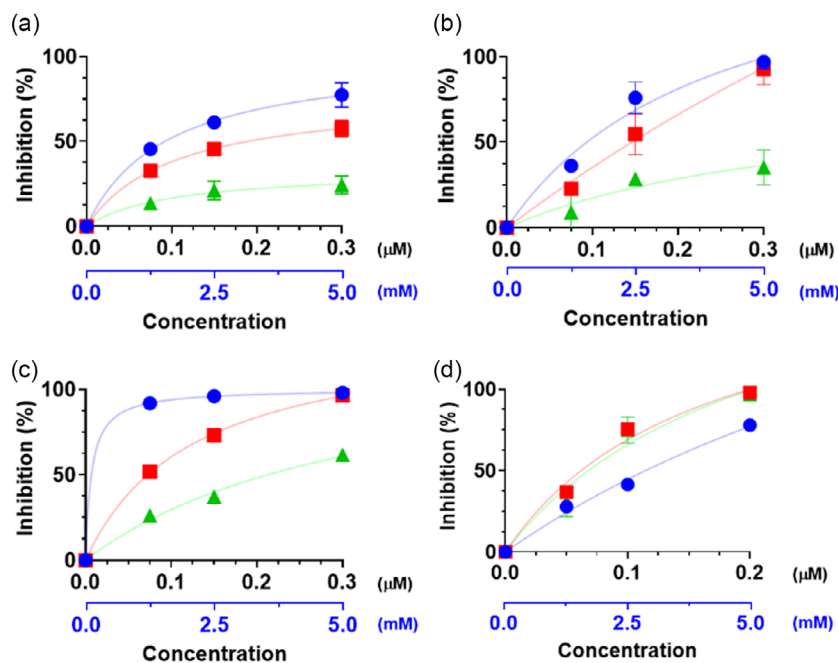 (a)
100
50
0
Inhibition (%)
0.0 0.1 0.2 0.3 (μM)
0.0 2.5 5.0 (mM)
Concentration
(b)
100
50
0
Inhibition (%)
0.0 0.1 0.2 0.3 (μM)
0.0 2.5 5.0 (mM)
Concentration
(c)
100
50
0
Inhibition (%)
0.0 0.1 0.2 0.3 (μM)
0.0 2.5 5.0 (mM)
Concentration
(d)
100
50
0
Inhibition (%)
0.0 0.1 0.2 (μM)
0.0 2.5 5.0 (mM)
Concentration